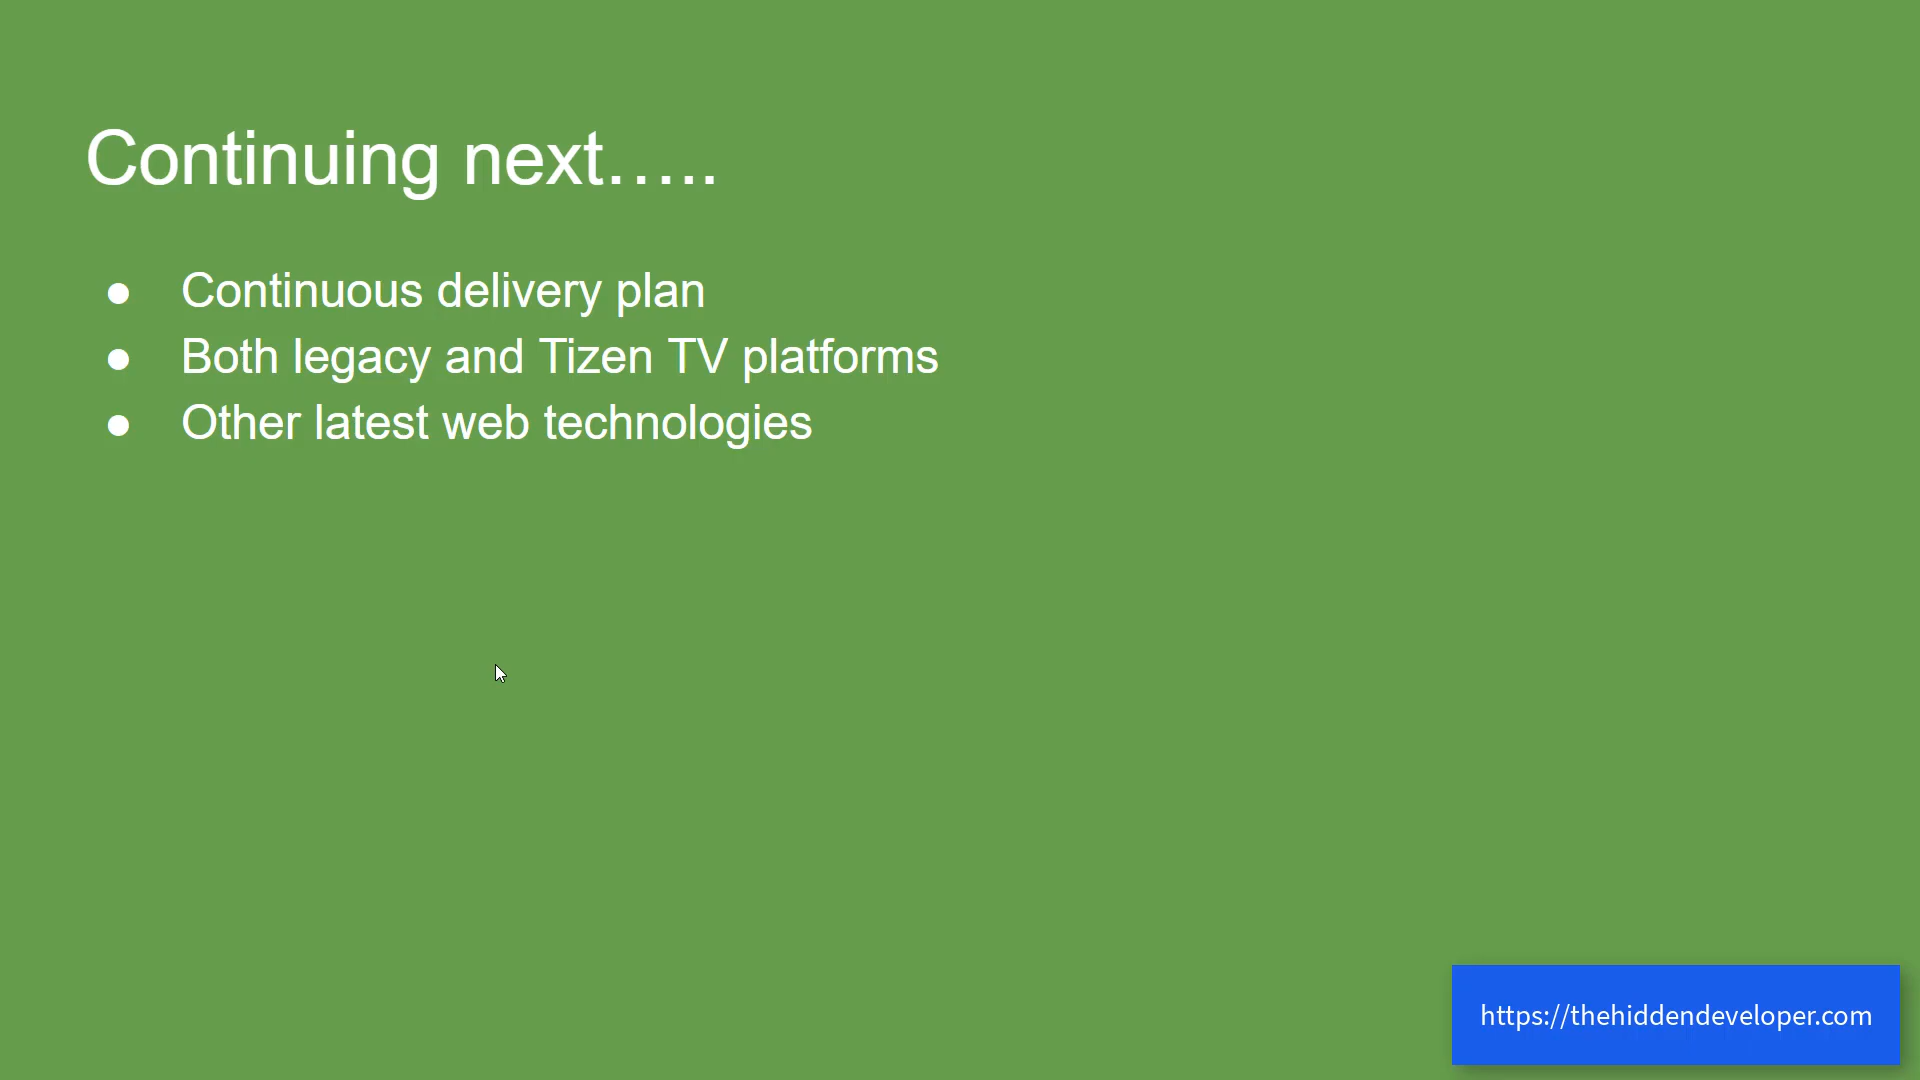 Continuing next…..
● Continuous delivery plan
● Both legacy and Tizen TV platforms
● Other latest web technologies
https://thehiddendeveloper.com